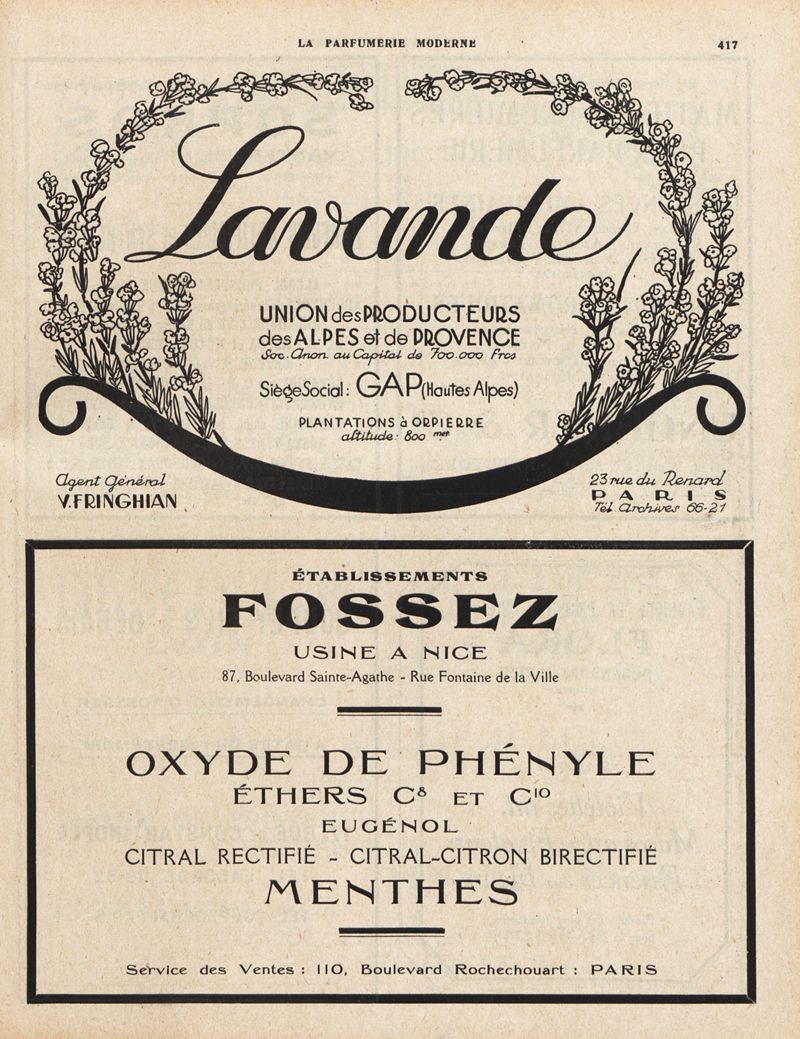 LA PARFUMERIE MODERNE
417
Lavande
UNION des PRODUCTEURS
des ALPES et de PROVENCE
Soc. Anon. au Capital de 700.000 Frcs
Siège Social : GAP (Hautes Alpes)
PLANTATIONS à ORPIERRE
altitude : 800 met
Agent Général
V. FRINGHIAN
23 rue du Renard
PARIS
Tél. Archives 66-21
ÉTABLISSEMENTS
FOSSEZ
USINE A NICE
87, Boulevard Sainte-Agathe - Rue Fontaine de la Ville
OXYDE DE PHÉNYLE
ÉTHERS C⁸ ET C¹⁰
EUGÉNOL
CITRAL RECTIFIÉ - CITRAL-CITRON BIRECTIFIÉ
MENTHES
Service des Ventes : 110, Boulevard Rochechouart : PARIS